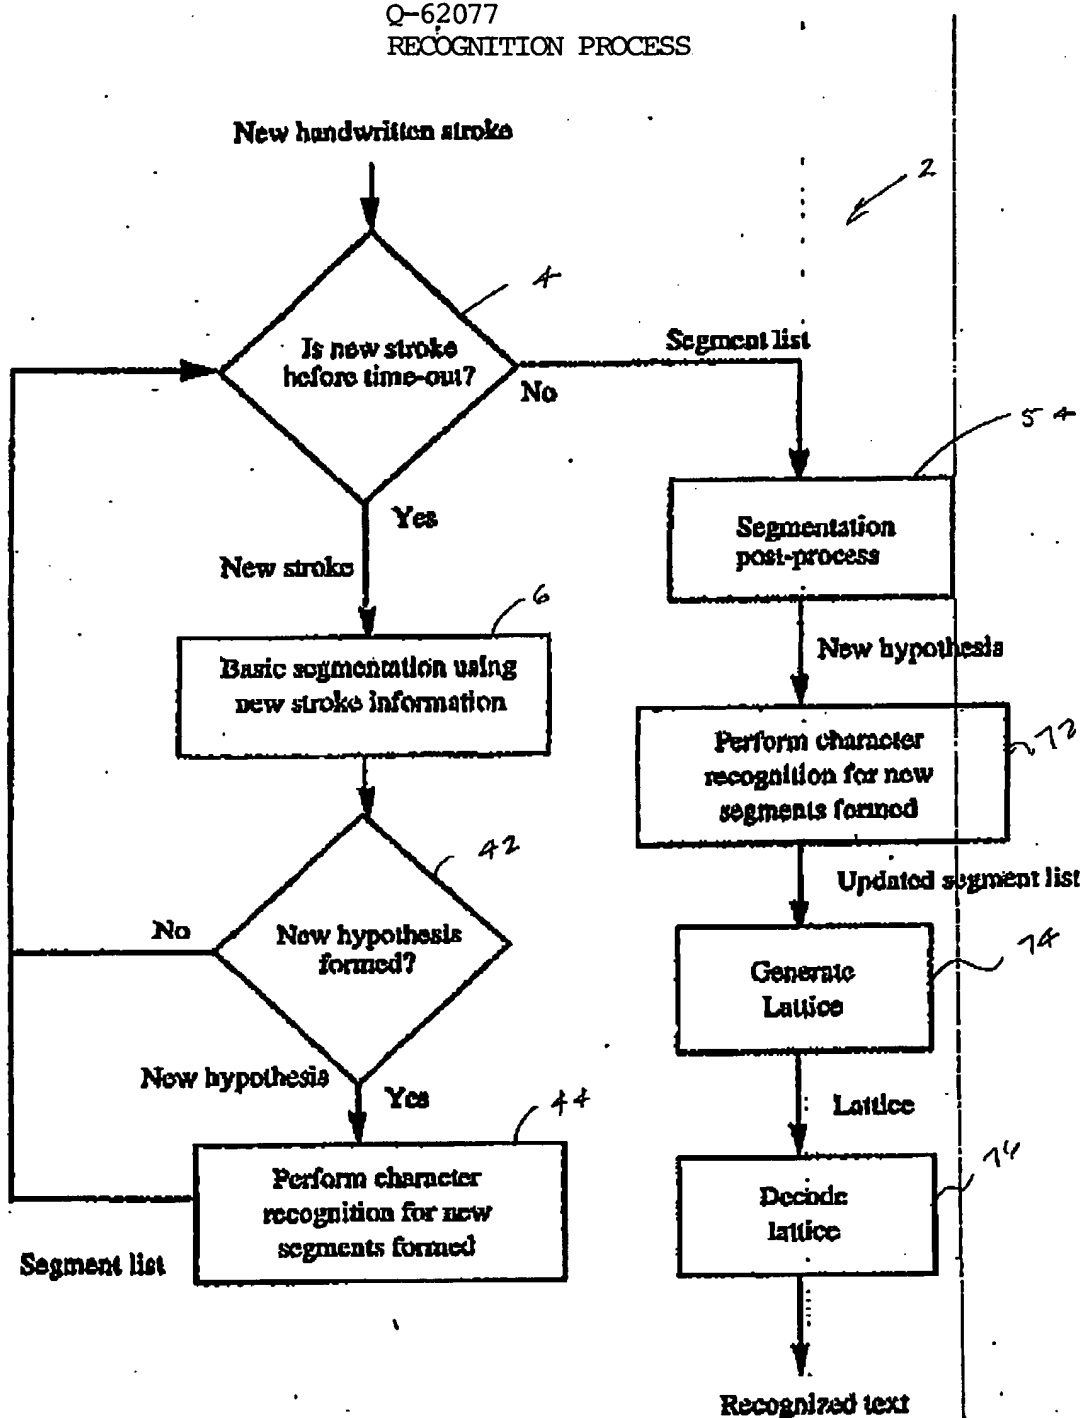 Q-62077
RECOGNITION PROCESS
New handwritten stroke
2
4
Is new stroke
before time-out?
Segment list
No
54
Yes
Segmentation
post-process
New stroke
6
New hypothesis
Basic segmentation using
new stroke information
72
Perform character
recognition for new
segments formed
42
Updated segment list
No
New hypothesis
formed?
74
Generate
Lattice
New hypothesis
Yes
44
Lattice
Perform character
recognition for new
segments formed
76
Decode
lattice
Segment list
Recognized text